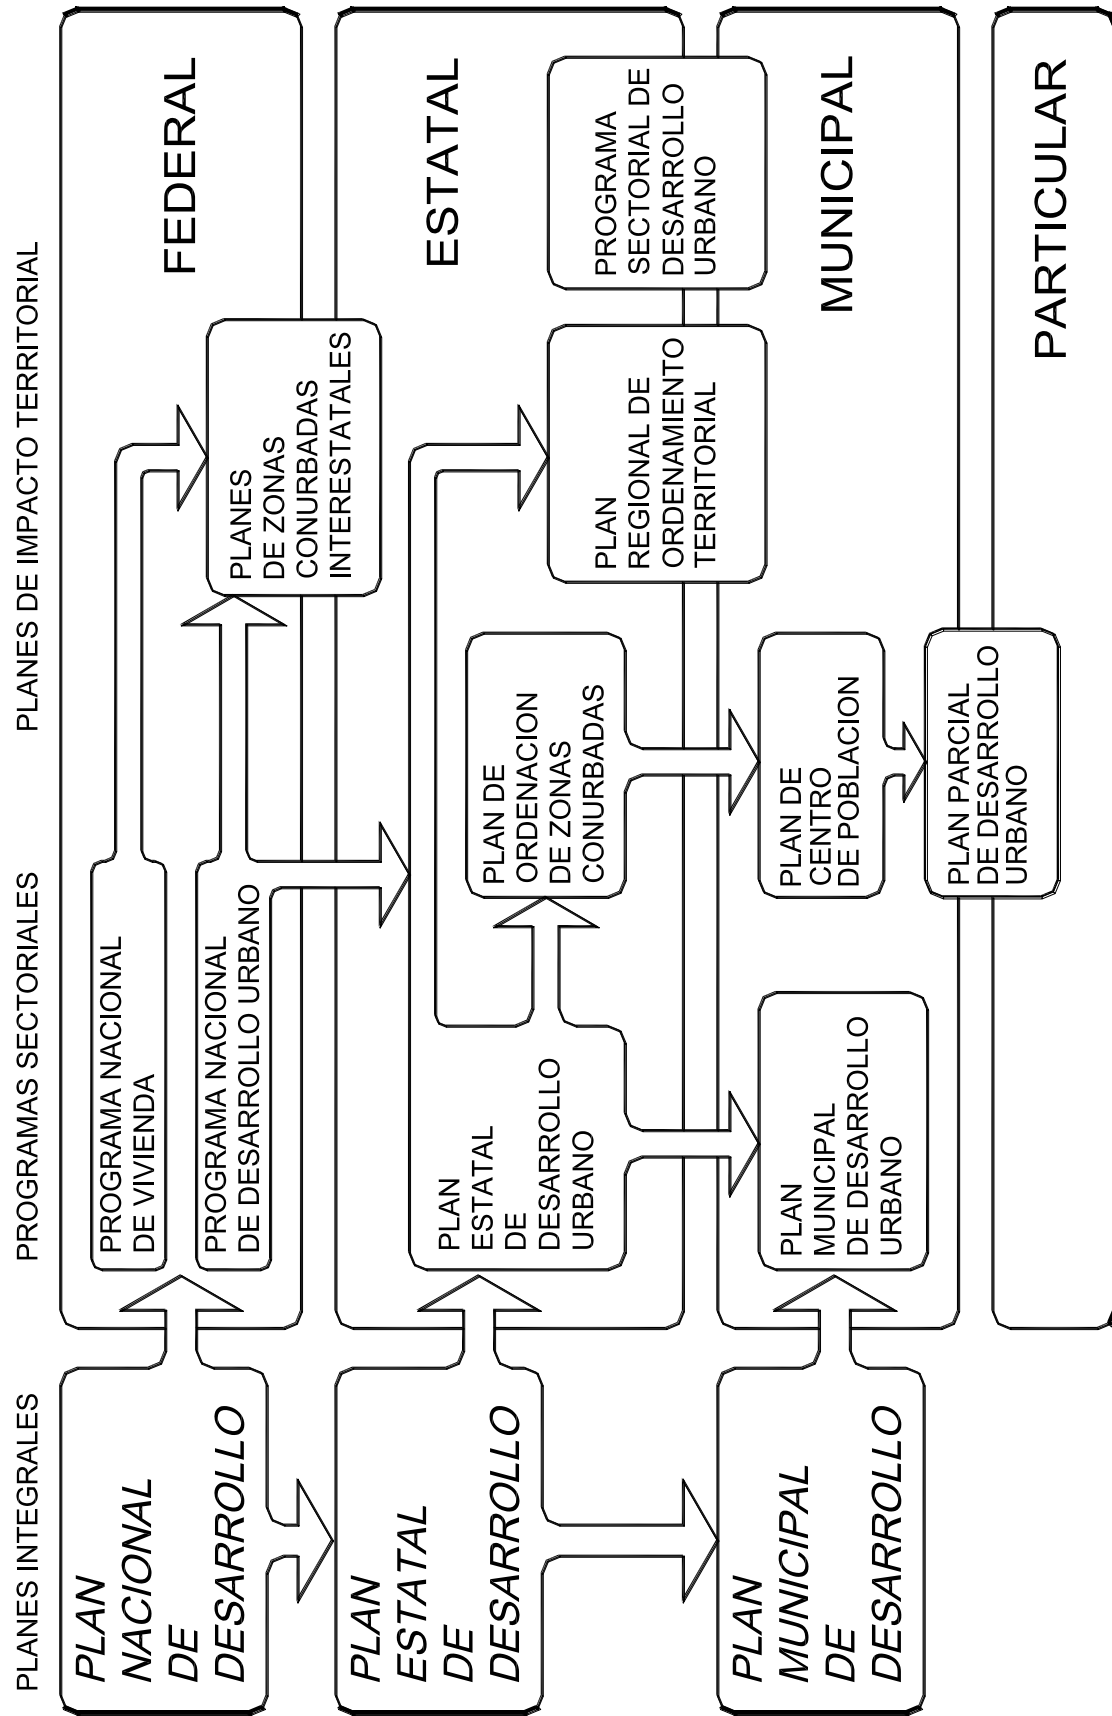 PLANES INTEGRALES
PROGRAMAS SECTORIALES
PLANES DE IMPACTO TERRITORIAL
PLAN
NACIONAL
DE
DESARROLLO
PROGRAMA NACIONAL
DE VIVIENDA
PROGRAMA NACIONAL
DE DESARROLLO URBANO
PLANES
DE ZONAS
CONURBADAS
INTERESTATALES
FEDERAL
PLAN
ESTATAL
DE
DESARROLLO
PLAN
ESTATAL
DE
DESARROLLO
URBANO
PLAN DE
ORDENACION
DE ZONAS
CONURBADAS
PLAN
REGIONAL DE
ORDENAMIENTO
TERRITORIAL
PROGRAMA
SECTORIAL DE
DESARROLLO
URBANO
ESTATAL
PLAN
MUNICIPAL
DE
DESARROLLO
PLAN
MUNICIPAL
DE DESARROLLO
URBANO
PLAN DE
CENTRO
DE POBLACION
MUNICIPAL
PLAN PARCIAL
DE DESARROLLO
URBANO
PARTICULAR